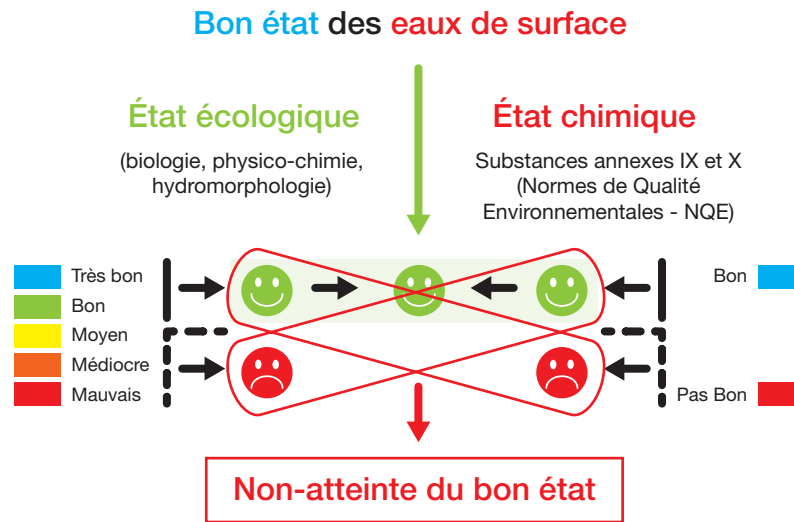 Bon état des eaux de surface
État écologique
(biologie, physico-chimie,
hydromorphologie)
État chimique
Substances annexes IX et X
(Normes de Qualité
Environnementales - NQE)
Très bon
Bon
Moyen
Médiocre
Mauvais
Bon
Pas Bon
Non-atteinte du bon état